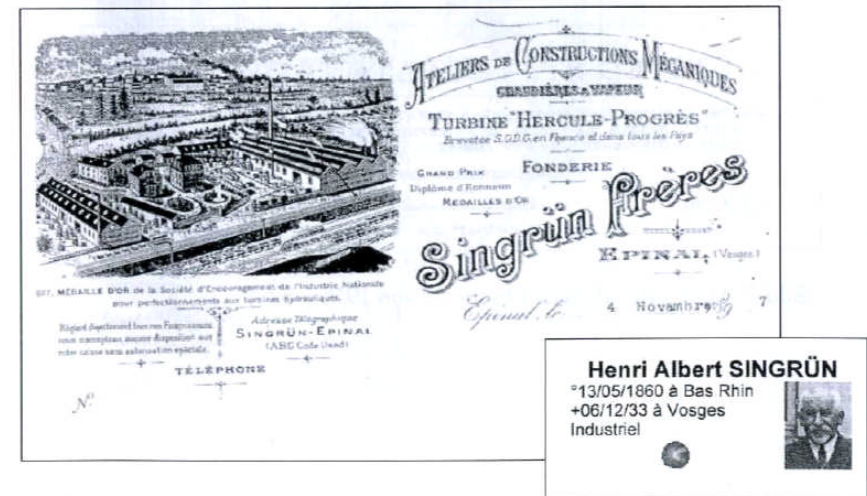 ATELIERS DE CONSTRUCTIONS MÉCANIQUES
CHAUDIÈRES À VAPEUR
TURBINE "HERCULE-PROGRÈS"
Brevetée S.G.D.G. en France et dans tous les Pays
FONDERIE
GRAND PRIX
Diplôme d'Honneur
MÉDAILLES D'OR
Singrün Frères
EPINAL, (Vosges)
Epinal, le 4 Novembre 7
MÉDAILLE D'OR de la Société d'Encouragement de l'Industrie Nationale
pour perfectionnements aux turbines hydrauliques.
Adresse Télégraphique
SINGRÜN-EPINAL
(ABC Code Used)
TÉLÉPHONE
N°
Henri Albert SINGRÜN
°13/05/1860 à Bas Rhin
+06/12/33 à Vosges
Industriel